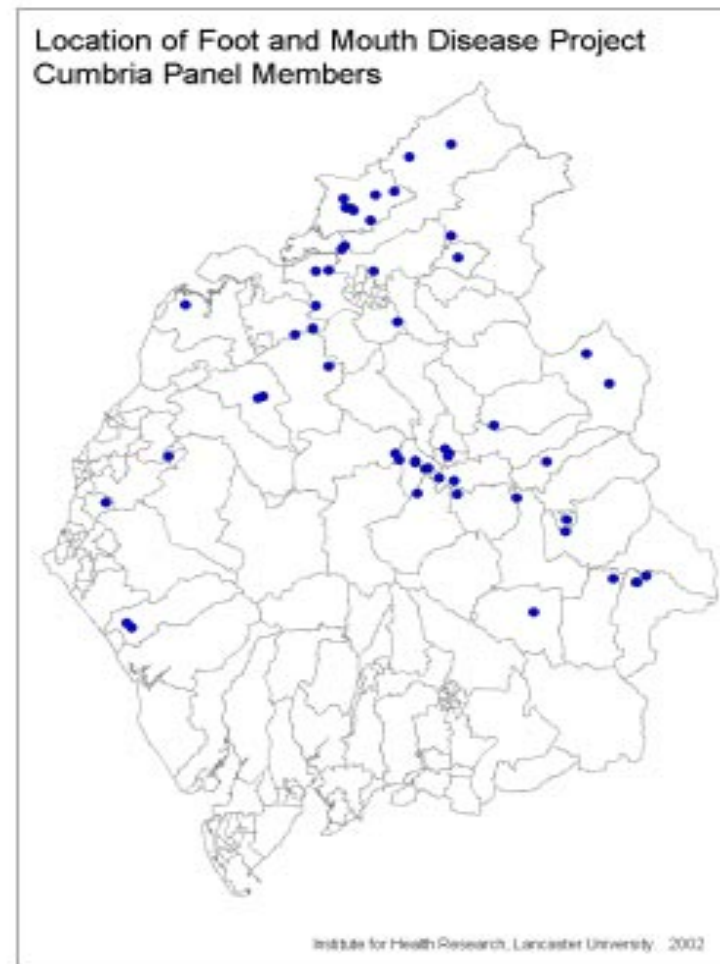 Location of Foot and Mouth Disease Project
Cumbria Panel Members
Institute for Health Research, Lancaster University. 2002